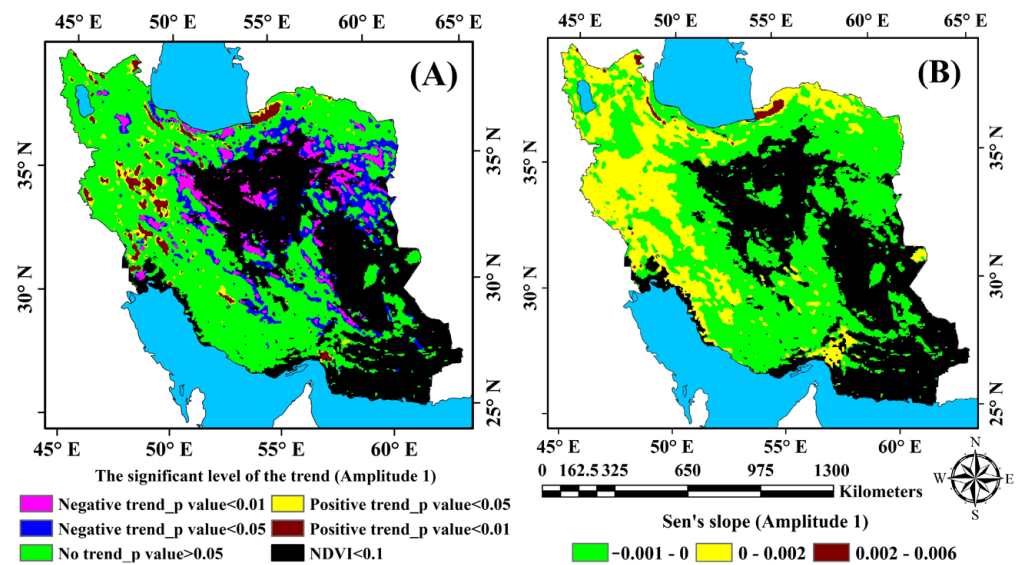 45° E 50° E 55° E 60° E 65° E
45° E 50° E 55° E 60° E 65° E
(A)
(B)
35° N
30° N
25° N
35° N
30° N
25° N
35° N
30° N
25° N
35° N
30° N
25° N
45° E 50° E 55° E 60° E
45° E 50° E 55° E 60° E
The significant level of the trend (Amplitude 1)
Negative trend_p value<0.01 Positive trend_p value<0.05
Negative trend_p value<0.05 Positive trend_p value<0.01
No trend_p value>0.05 NDVI<0.1
0 162.5 325 650 975 1300
Kilometers
N
W E
S
Sen's slope (Amplitude 1)
−0.001 - 0 0 - 0.002 0.002 - 0.006